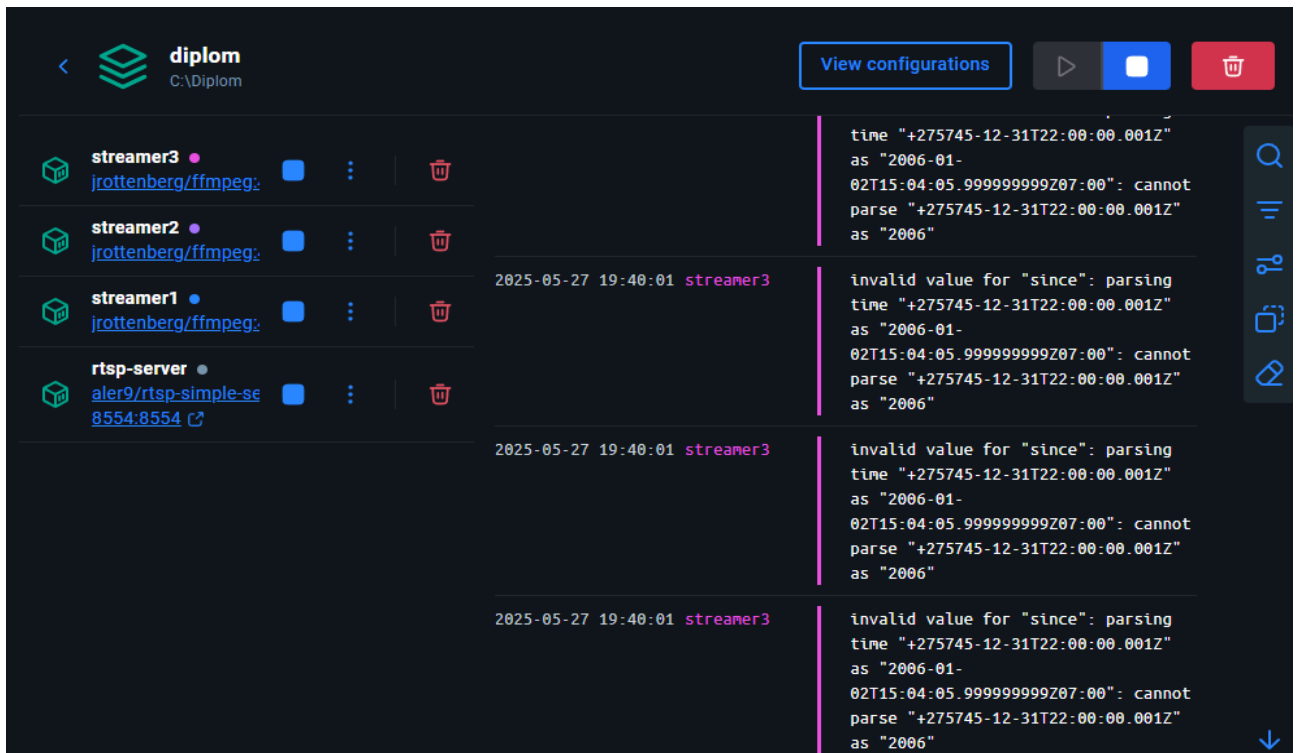 diplom
C:\Diplom
View configurations
streamer3
jrottenberg/ffmpeg:
streamer2
jrottenberg/ffmpeg:
streamer1
jrottenberg/ffmpeg:
rtsp-server
aler9/rtsp-simple-se
8554:8554
time "+275745-12-31T22:00:00.001Z"
as "2006-01-
02T15:04:05.999999999Z07:00": cannot
parse "+275745-12-31T22:00:00.001Z"
as "2006"
2025-05-27 19:40:01 streamer3
invalid value for "since": parsing
time "+275745-12-31T22:00:00.001Z"
as "2006-01-
02T15:04:05.999999999Z07:00": cannot
parse "+275745-12-31T22:00:00.001Z"
as "2006"
2025-05-27 19:40:01 streamer3
invalid value for "since": parsing
time "+275745-12-31T22:00:00.001Z"
as "2006-01-
02T15:04:05.999999999Z07:00": cannot
parse "+275745-12-31T22:00:00.001Z"
as "2006"
2025-05-27 19:40:01 streamer3
invalid value for "since": parsing
time "+275745-12-31T22:00:00.001Z"
as "2006-01-
02T15:04:05.999999999Z07:00": cannot
parse "+275745-12-31T22:00:00.001Z"
as "2006"